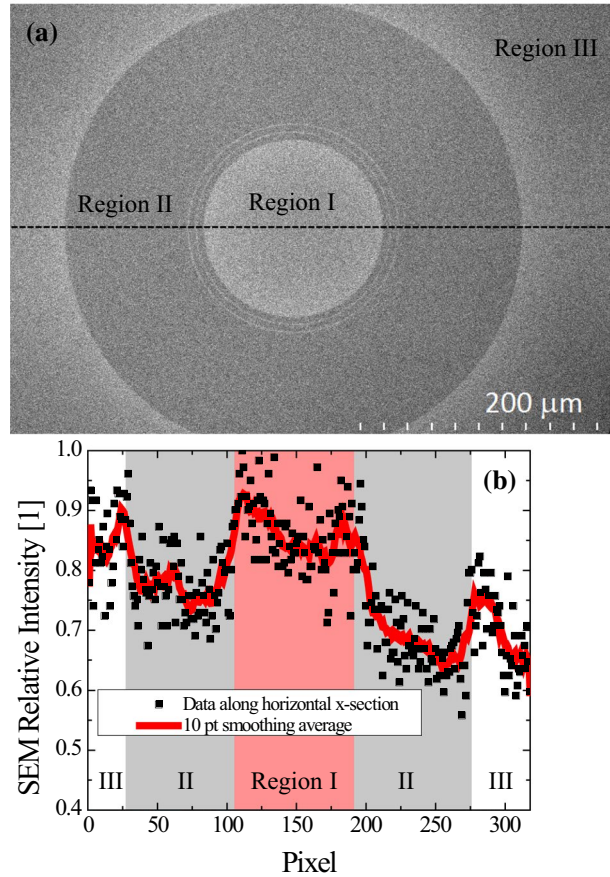 (a)
Region III
Region II
Region I
200 μm
(b)
SEM Relative Intensity [1]
1.0
0.9
0.8
0.7
0.6
0.5
0.4
Data along horizontal x-section
10 pt smoothing average
III
II
Region I
II
III
0
50
100
150
200
250
300
Pixel